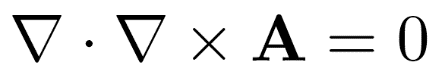 ∇ · ∇ × 𝐀 = 0